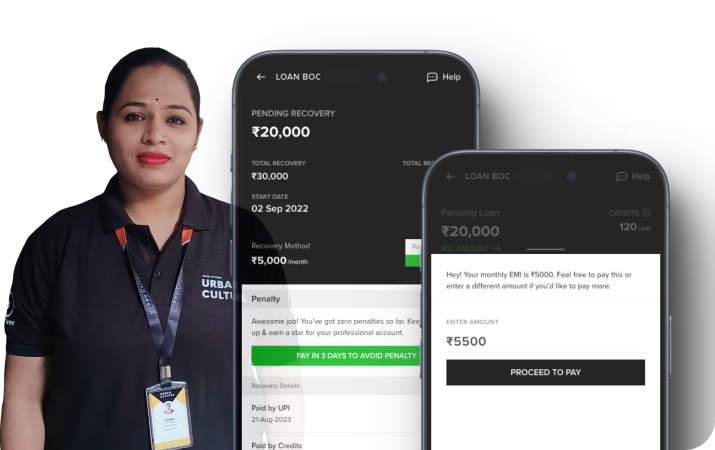 LOAN BOC
Help
PENDING RECOVERY
₹20,000
TOTAL RECOVERY
₹30,000
TOTAL
START DATE
02 Sep 2022
Recovery Method
₹5,000 /month
Penalty
Awesome job! You've got zero penalties so far. Kee
up & earn a star for your professional account.
PAY IN 3 DAYS TO AVOID PENALTY
Recovery Details
Paid by UPI
21-Aug-2023
Paid by Credits
LOAN BOC
Help
Pending Loan
CREDITS
₹20,000
120 /Job
PAY AMOUNT →
Hey! Your monthly EMI is ₹5000. Feel free to pay this or
enter a different amount if you'd like to pay more.
ENTER AMOUNT
₹5500
PROCEED TO PAY
URBA
CULTU